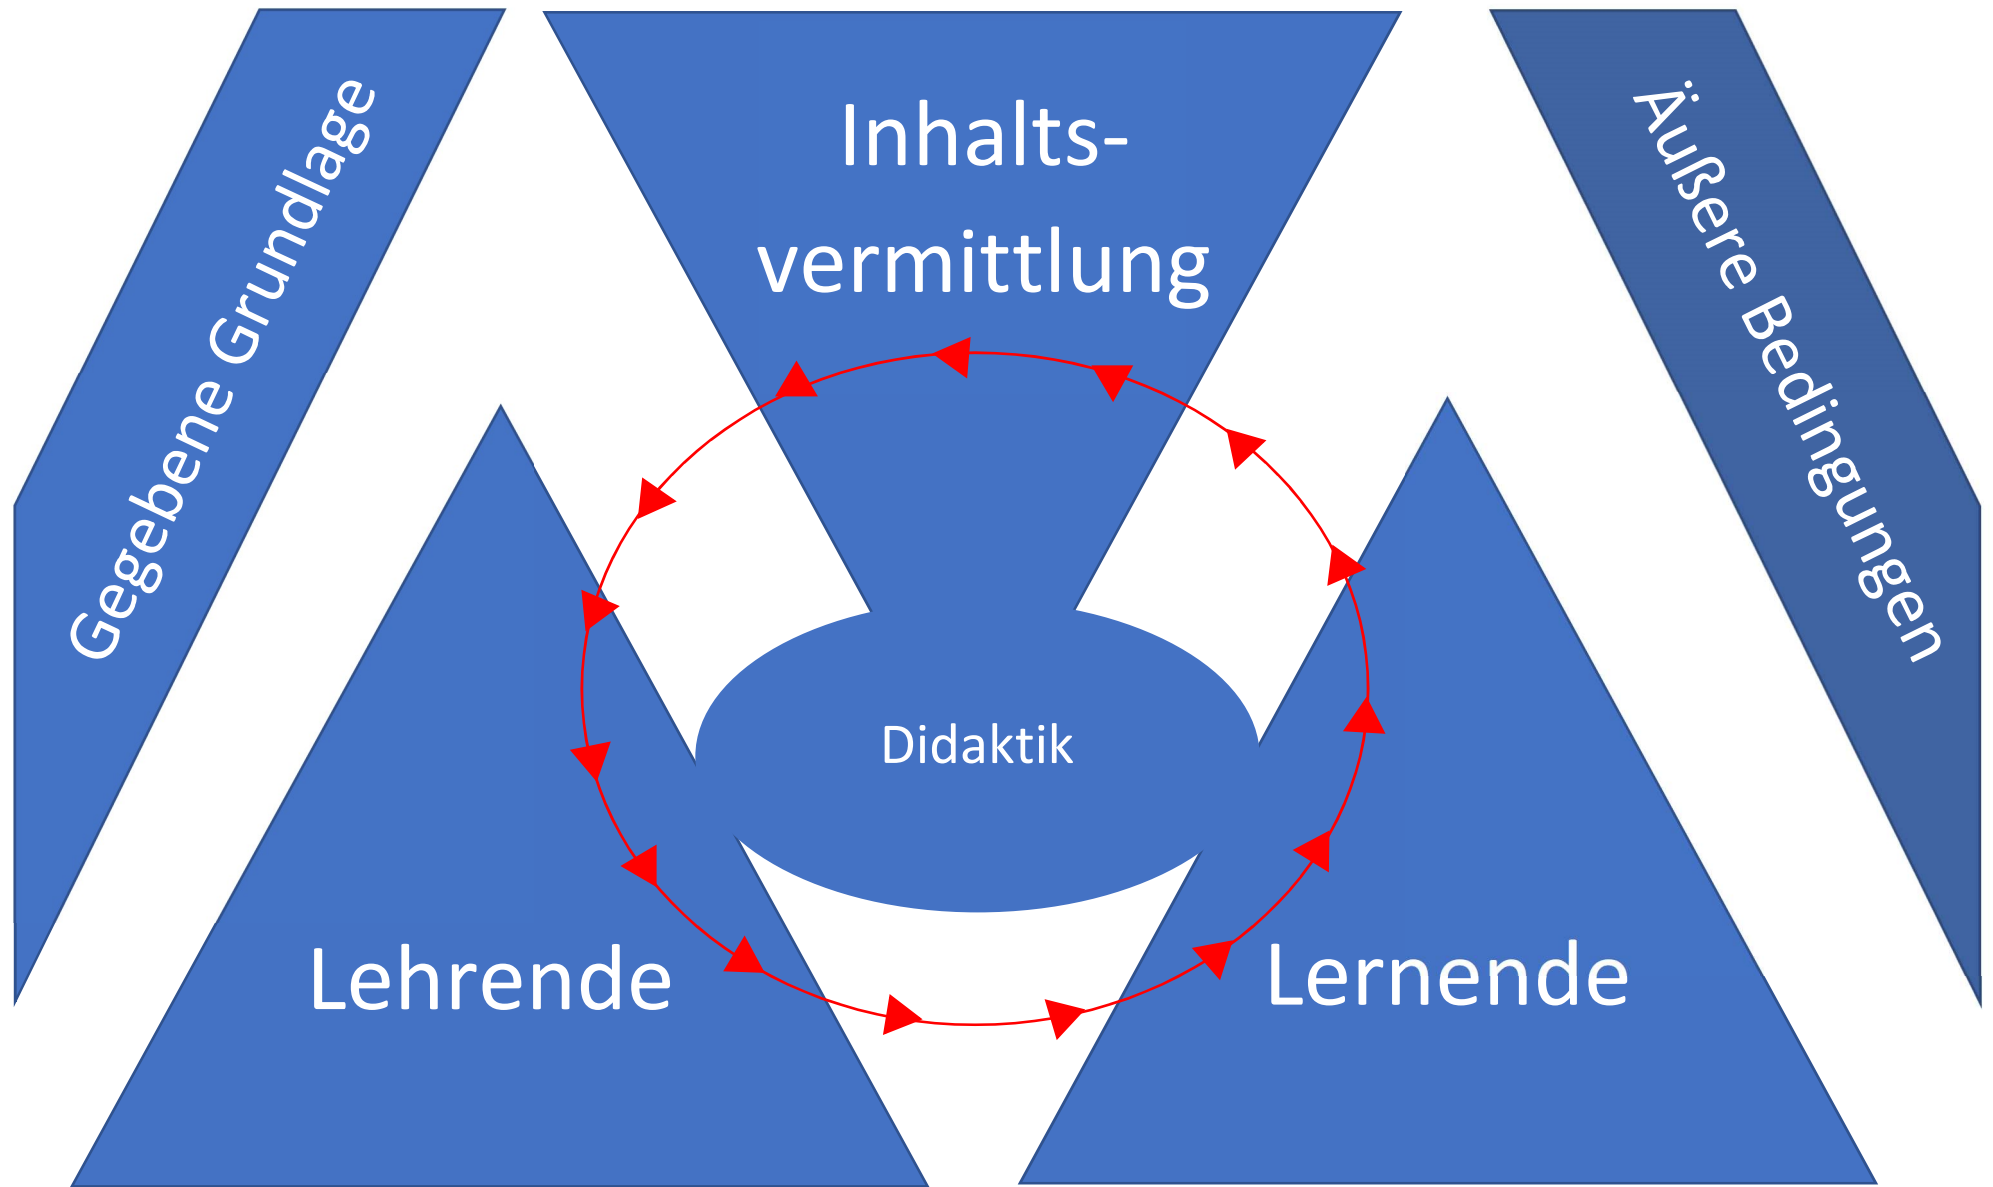 Gegebene Grundlage
Inhalts-
vermittlung
Äußere Bedingungen
Didaktik
Lehrende
Lernende